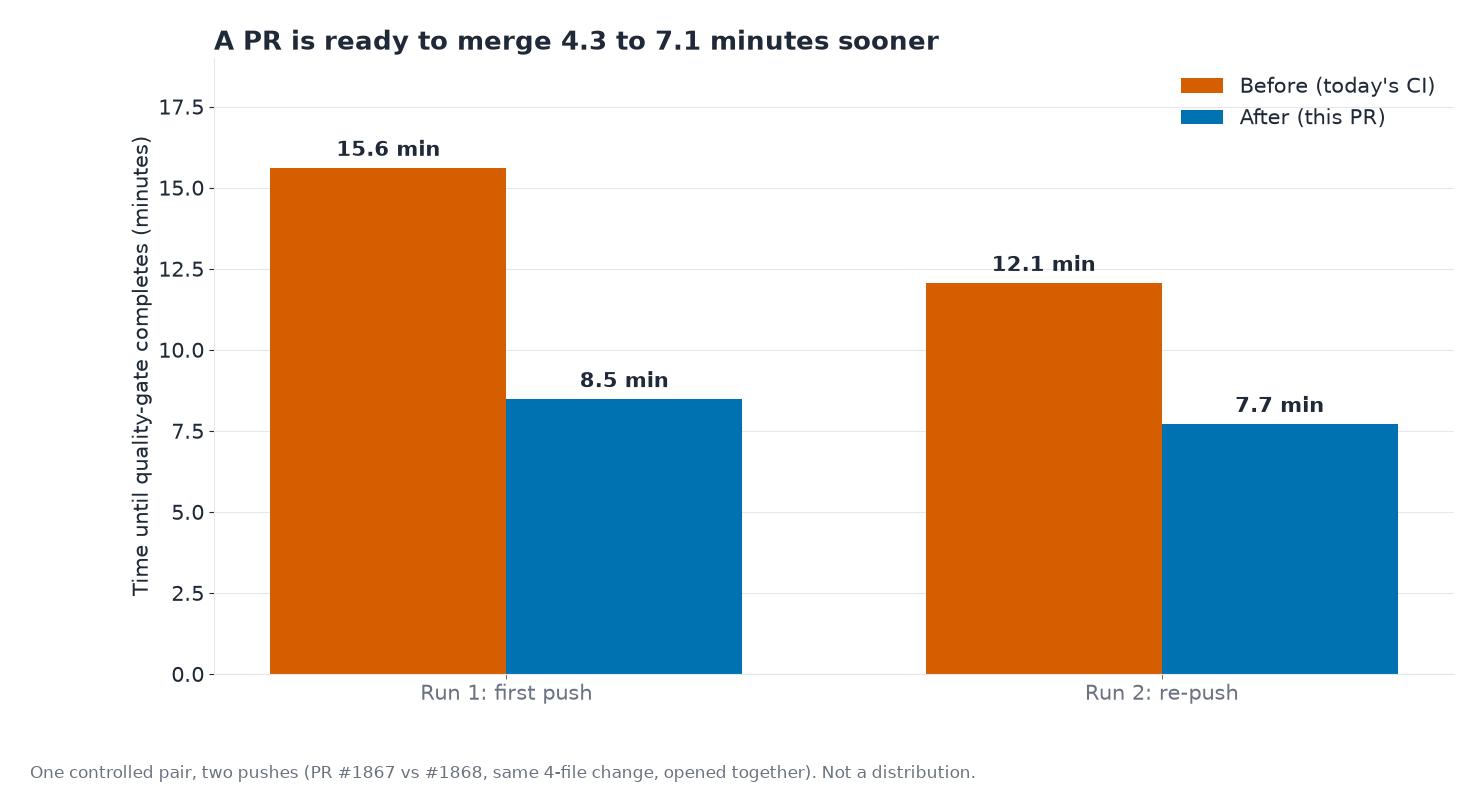 A PR is ready to merge 4.3 to 7.1 minutes sooner
Before (today's CI)
After (this PR)
Time until quality-gate completes (minutes)
17.5
15.0
12.5
10.0
7.5
5.0
2.5
0.0
15.6 min
8.5 min
12.1 min
7.7 min
Run 1: first push
Run 2: re-push
One controlled pair, two pushes (PR #1867 vs #1868, same 4-file change, opened together). Not a distribution.